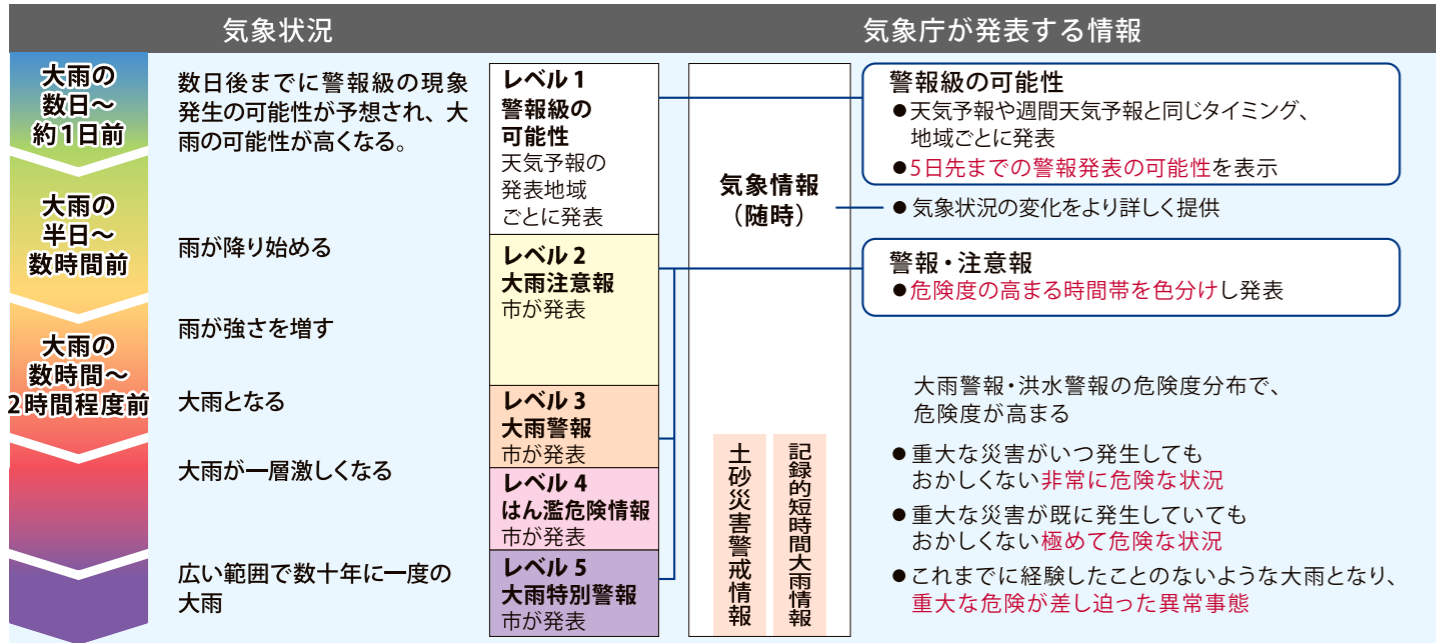 気象状況
気象庁が発表する情報
大雨の
数日～
約1日前
大雨の
半日～
数時間前
大雨の
数時間～
2時間程度前
数日後までに警報級の現象
発生の可能性が予想され、大
雨の可能性が高くなる。
雨が降り始める
雨が強さを増す
大雨となる
大雨が一層激しくなる
広い範囲で数十年に一度の
大雨
レベル 1
警報級の
可能性
天気予報の
発表地域
ごとに発表
レベル 2
大雨注意報
市が発表
レベル 3
大雨警報
市が発表
レベル 4
はん濫危険情報
市が発表
レベル 5
大雨特別警報
市が発表
気象情報
（随時）
土砂災害警戒情報
記録的短時間大雨情報
警報級の可能性
●天気予報や週間天気予報と同じタイミング、
地域ごとに発表
●5日先までの警報発表の可能性を表示
●気象状況の変化をより詳しく提供
警報・注意報
●危険度の高まる時間帯を色分けし発表
大雨警報・洪水警報の危険度分布で、
危険度が高まる
●重大な災害がいつ発生しても
おかしくない非常に危険な状況
●重大な災害が既に発生していても
おかしくない極めて危険な状況
●これまでに経験したことのないような大雨となり、
重大な危険が差し迫った異常事態